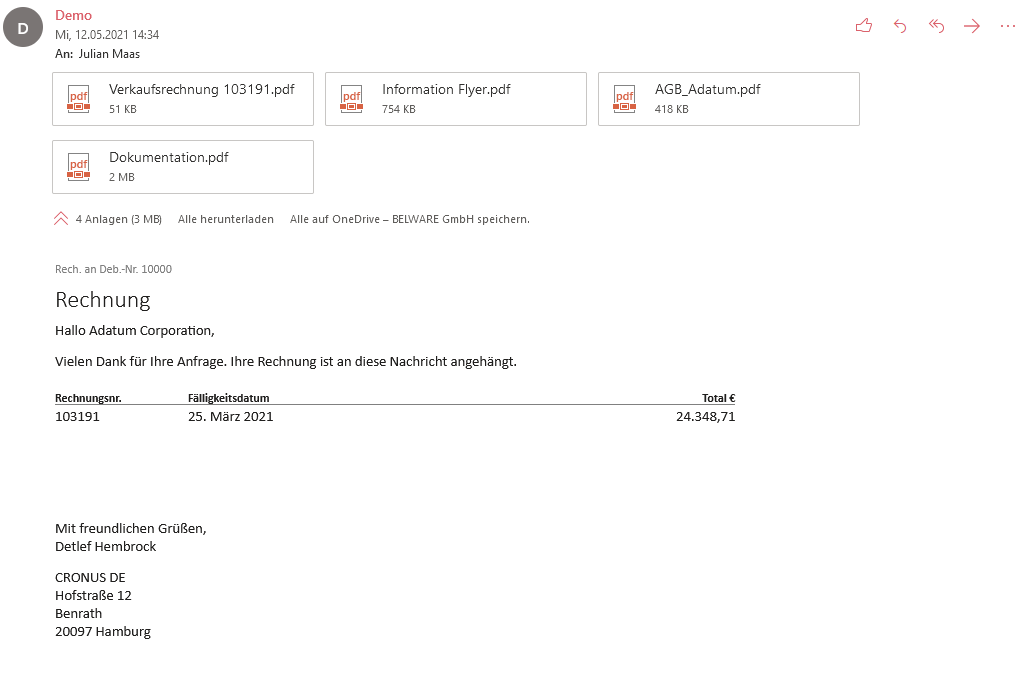 D
Demo
Mi, 12.05.2021 14:34
An: Julian Maas
pdf Verkaufsrechnung 103191.pdf
51 KB
pdf Information Flyer.pdf
754 KB
pdf AGB_Adatum.pdf
418 KB
pdf Dokumentation.pdf
2 MB
4 Anlagen (3 MB) Alle herunterladen Alle auf OneDrive – BELWARE GmbH speichern.
Rech. an Deb.-Nr. 10000
Rechnung
Hallo Adatum Corporation,
Vielen Dank für Ihre Anfrage. Ihre Rechnung ist an diese Nachricht angehängt.
Rechnungsnr. Fälligkeitsdatum Total €
103191 25. März 2021 24.348,71
Mit freundlichen Grüßen,
Detlef Hembrock
CRONUS DE
Hofstraße 12
Benrath
20097 Hamburg